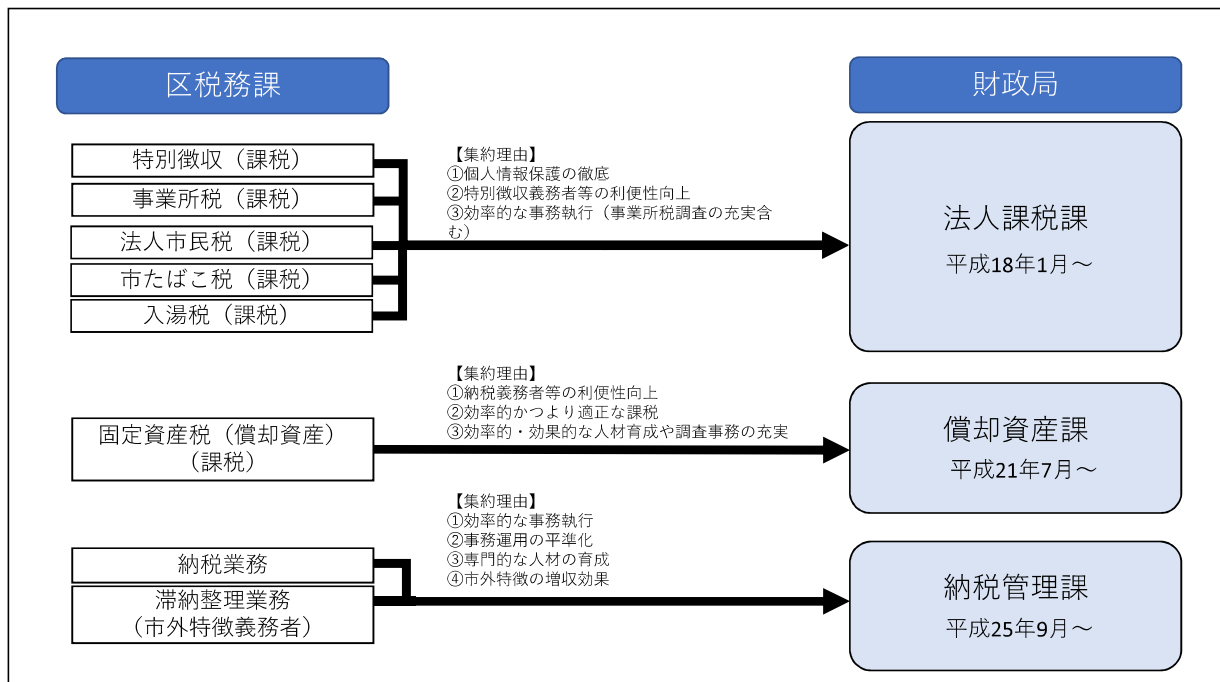 区税務課
財政局
特別徴収（課税）
事業所税（課税）
法人市民税（課税）
市たばこ税（課税）
入湯税（課税）
【集約理由】
①個人情報保護の徹底
②特別徴収義務者等の利便性向上
③効率的な事務執行（事業所税調査の充実含
む）
法人課税課
平成18年1月～
固定資産税（償却資産）
（課税）
【集約理由】
①納税義務者等の利便性向上
②効率的かつより適正な課税
③効率的・効果的な人材育成や調査事務の充実
償却資産課
平成21年7月～
納税業務
滞納整理業務
（市外特徴義務者）
【集約理由】
①効率的な事務執行
②事務運用の平準化
③専門的な人材の育成
④市外特徴の増収効果
納税管理課
平成25年9月～